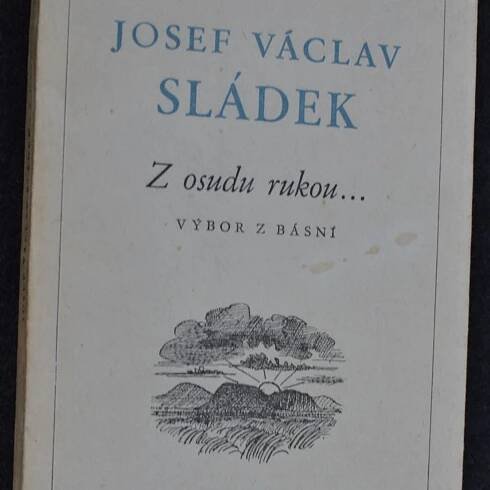 JOSEF VÁCLAV
SLÁDEK
Z osudu rukou...
VÝBOR Z BÁSNÍ